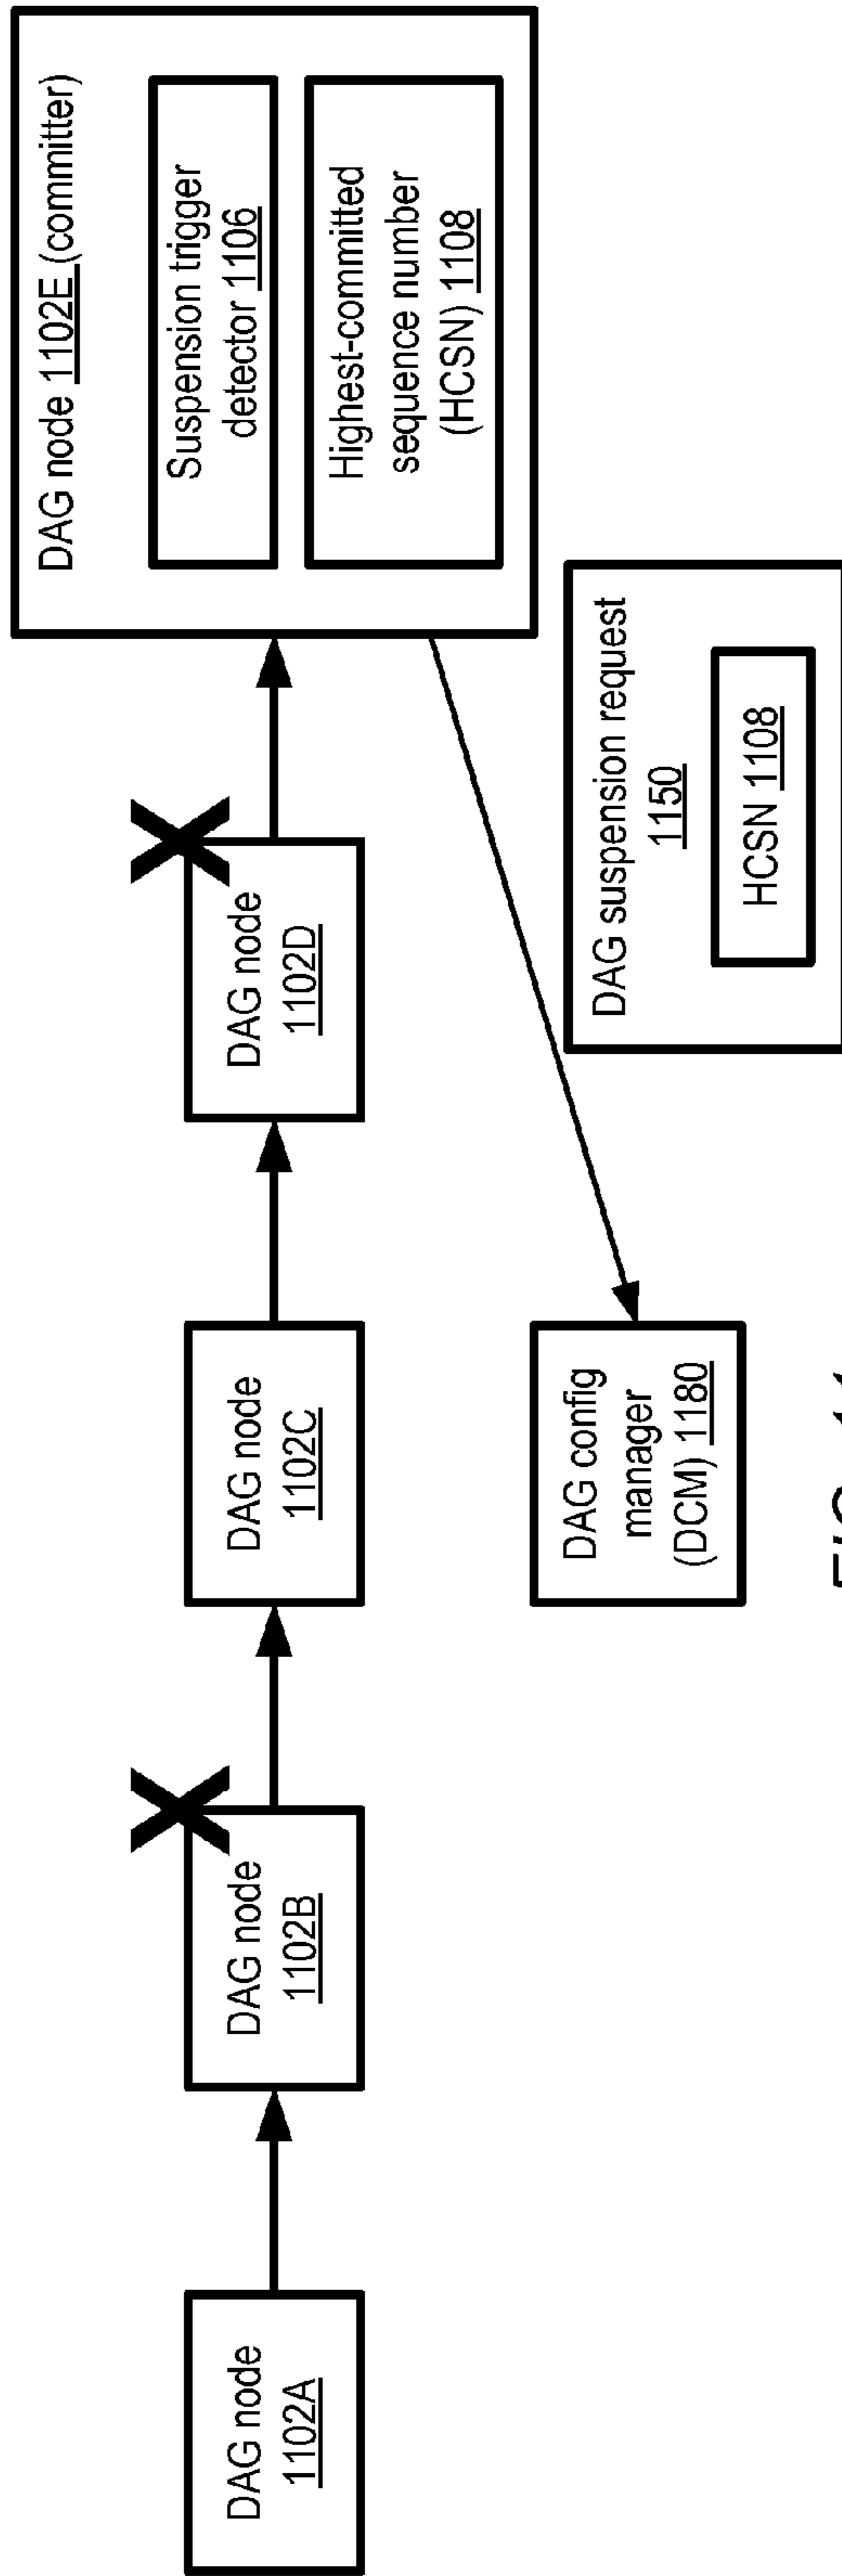 DAG node
1102A
DAG node
1102B
DAG node
1102C
DAG node
1102D
DAG node 1102E (committer)
Suspension trigger
detector 1106
Highest-committed
sequence number
(HCSN) 1108
DAG config
manager
(DCM) 1180
DAG suspension request
1150
HCSN 1108